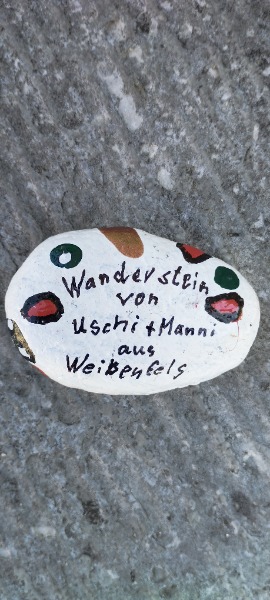 Wanderstein
von
Uschi + Manni
aus
Weißenfels